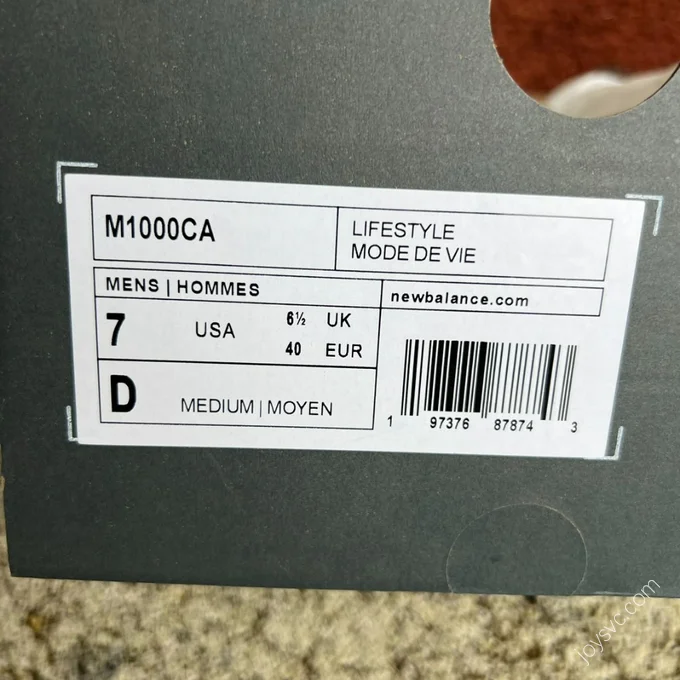 M1000CA
LIFESTYLE
MODE DE VIE
MENS | HOMMES
newbalance.com
7 USA 6½ UK
40 EUR
D MEDIUM | MOYEN
1 97376 87874 3
Joysvc.com